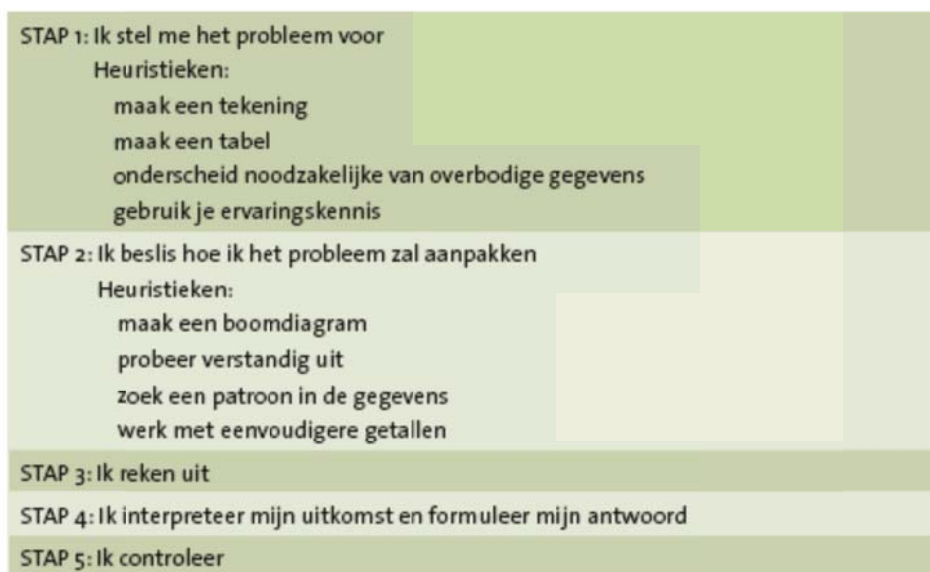 STAP 1: Ik stel me het probleem voor
Heuristieken:
maak een tekening
maak een tabel
onderscheid noodzakelijke van overbodige gegevens
gebruik je ervaringskennis
STAP 2: Ik beslis hoe ik het probleem zal aanpakken
Heuristieken:
maak een boomdiagram
probeer verstandig uit
zoek een patroon in de gegevens
werk met eenvoudigere getallen
STAP 3: Ik reken uit
STAP 4: Ik interpreteer mijn uitkomst en formuleer mijn antwoord
STAP 5: Ik controleer